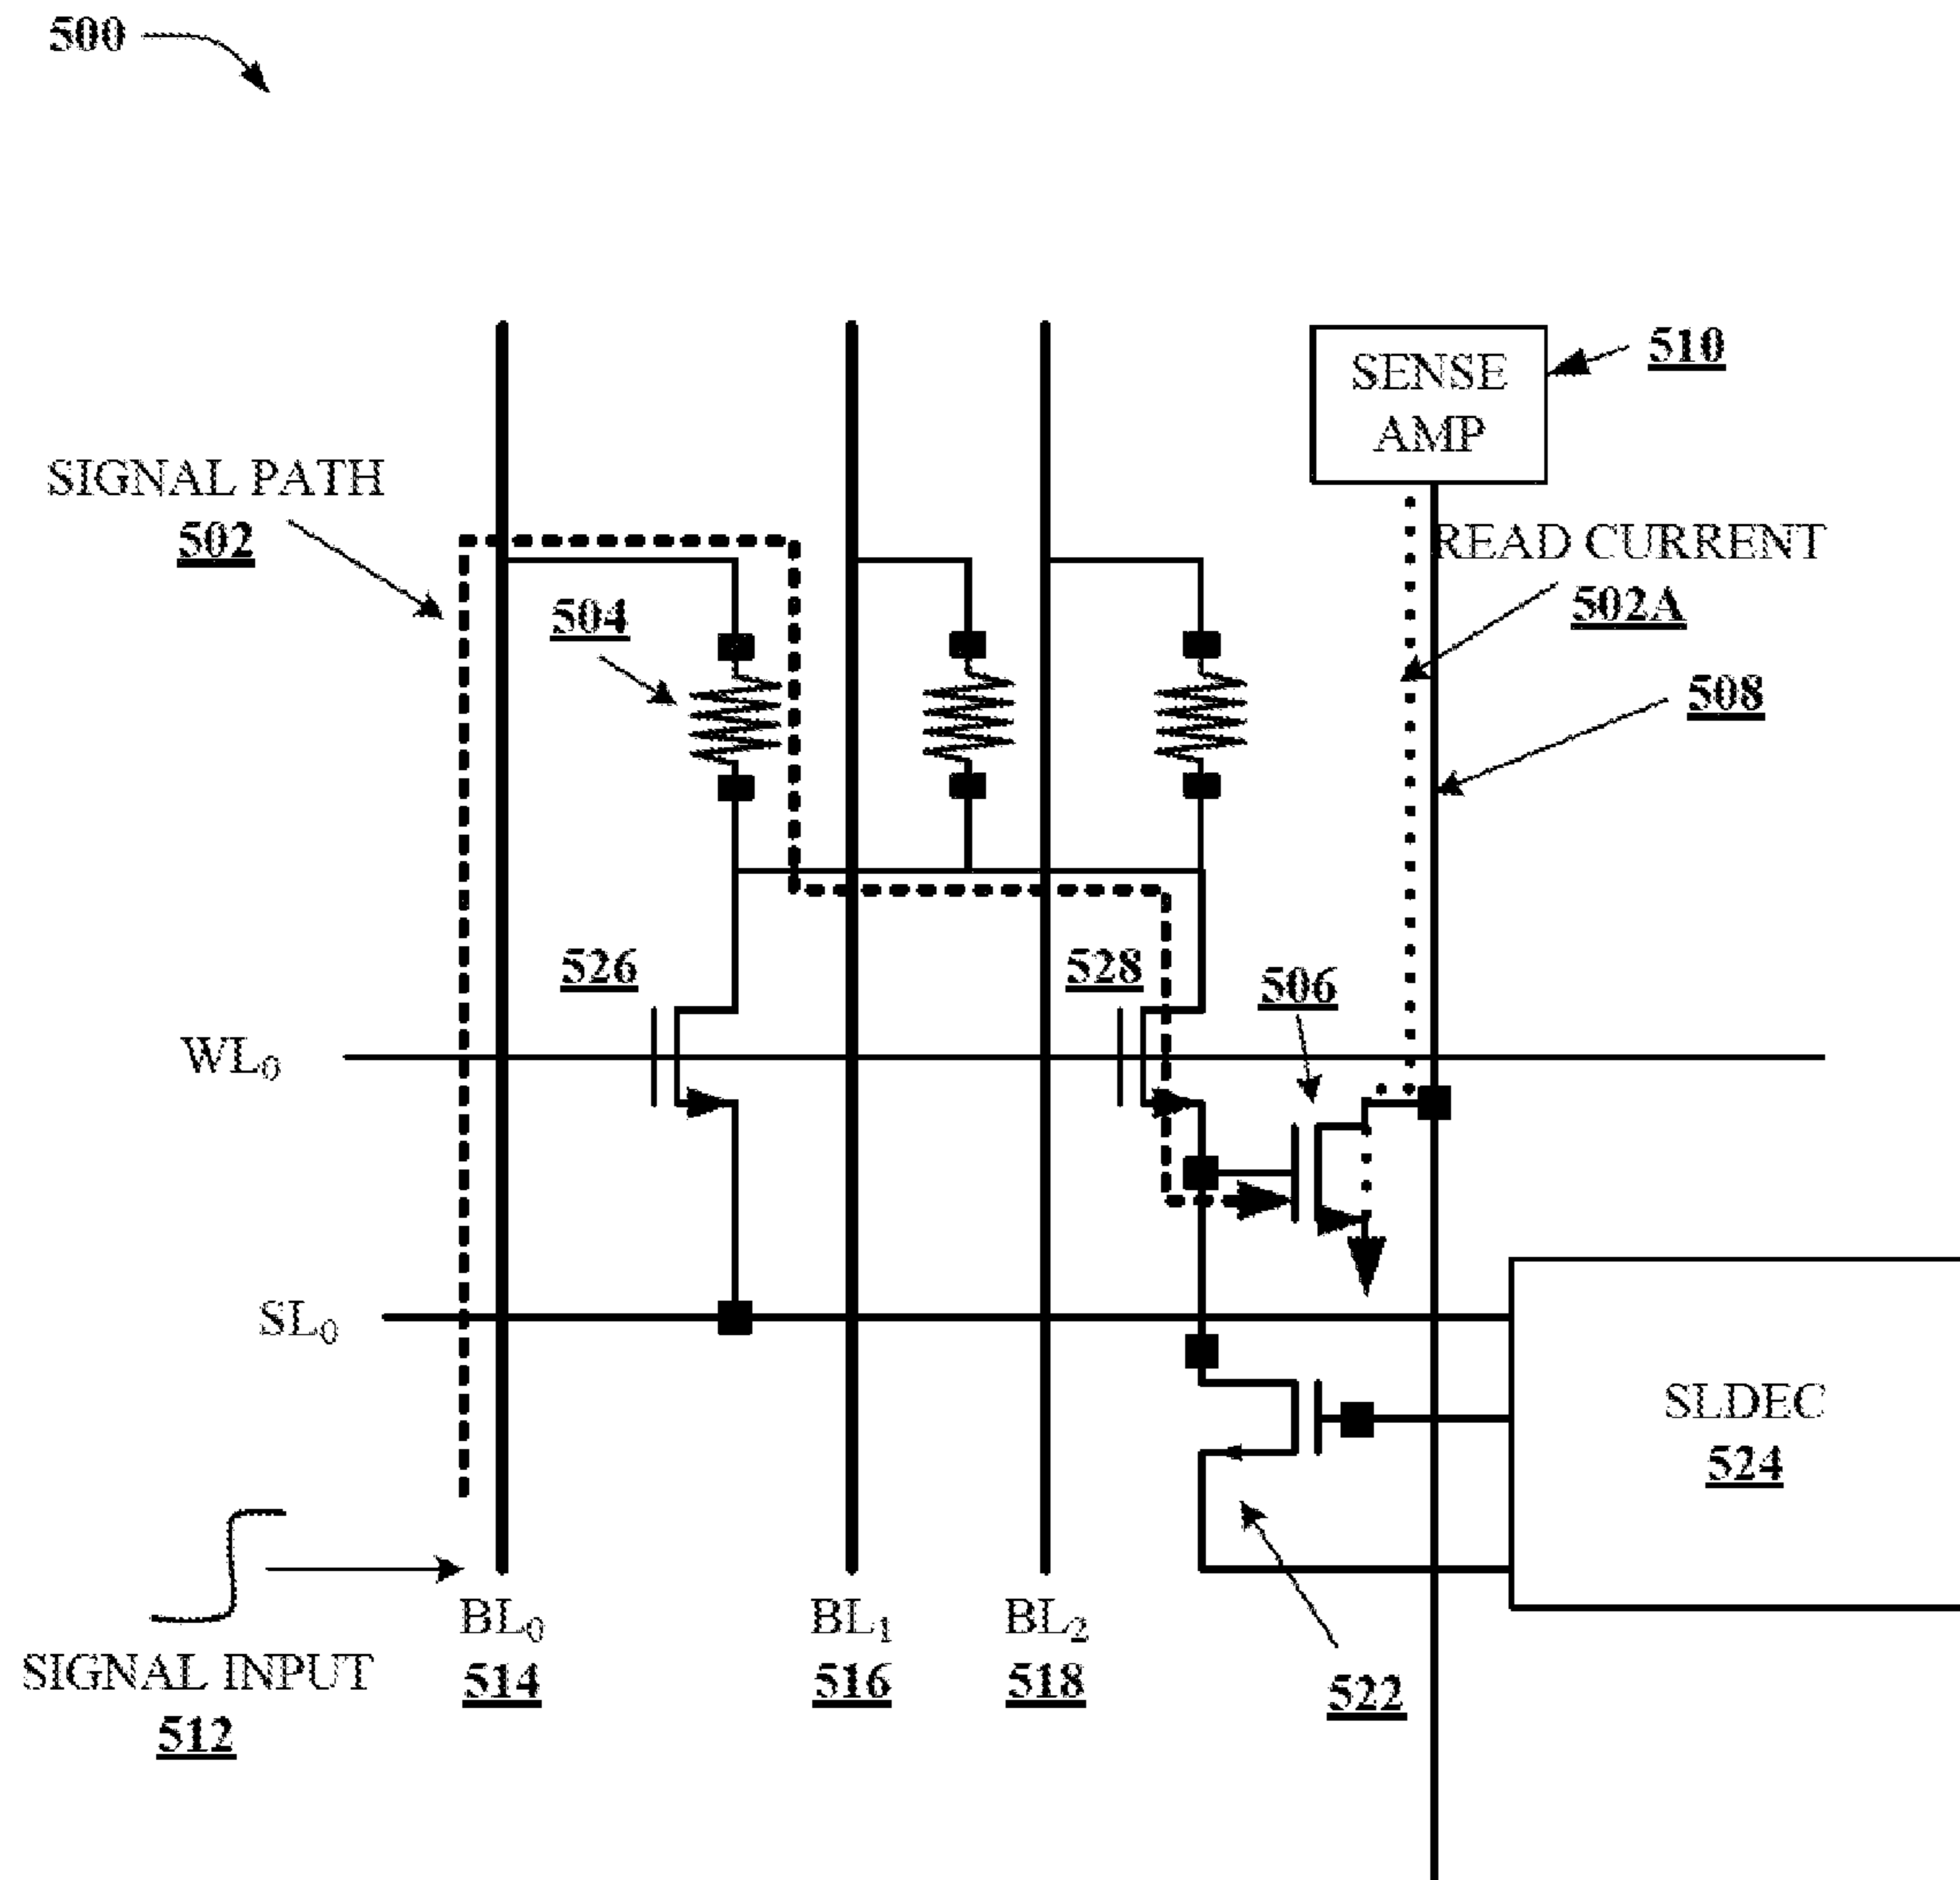 500
SENSE
AMP
510
SIGNAL PATH
502
READ CURRENT
502A
504
508
526
528
506
WL0
SL0
SLDEC
524
BL0
514
BL1
516
BL2
518
522
SIGNAL INPUT
512